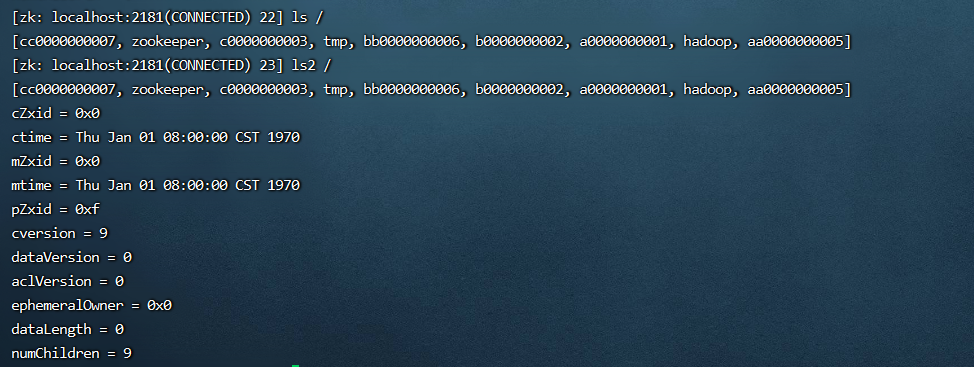 [zk: localhost:2181(CONNECTED) 22] ls /
[cc0000000007, zookeeper, c0000000003, tmp, bb0000000006, b0000000002, a0000000001, hadoop, aa0000000005]
[zk: localhost:2181(CONNECTED) 23] ls2 /
[cc0000000007, zookeeper, c0000000003, tmp, bb0000000006, b0000000002, a0000000001, hadoop, aa0000000005]
cZxid = 0x0
ctime = Thu Jan 01 08:00:00 CST 1970
mZxid = 0x0
mtime = Thu Jan 01 08:00:00 CST 1970
pZxid = 0xf
cversion = 9
dataVersion = 0
aclVersion = 0
ephemeralOwner = 0x0
dataLength = 0
numChildren = 9